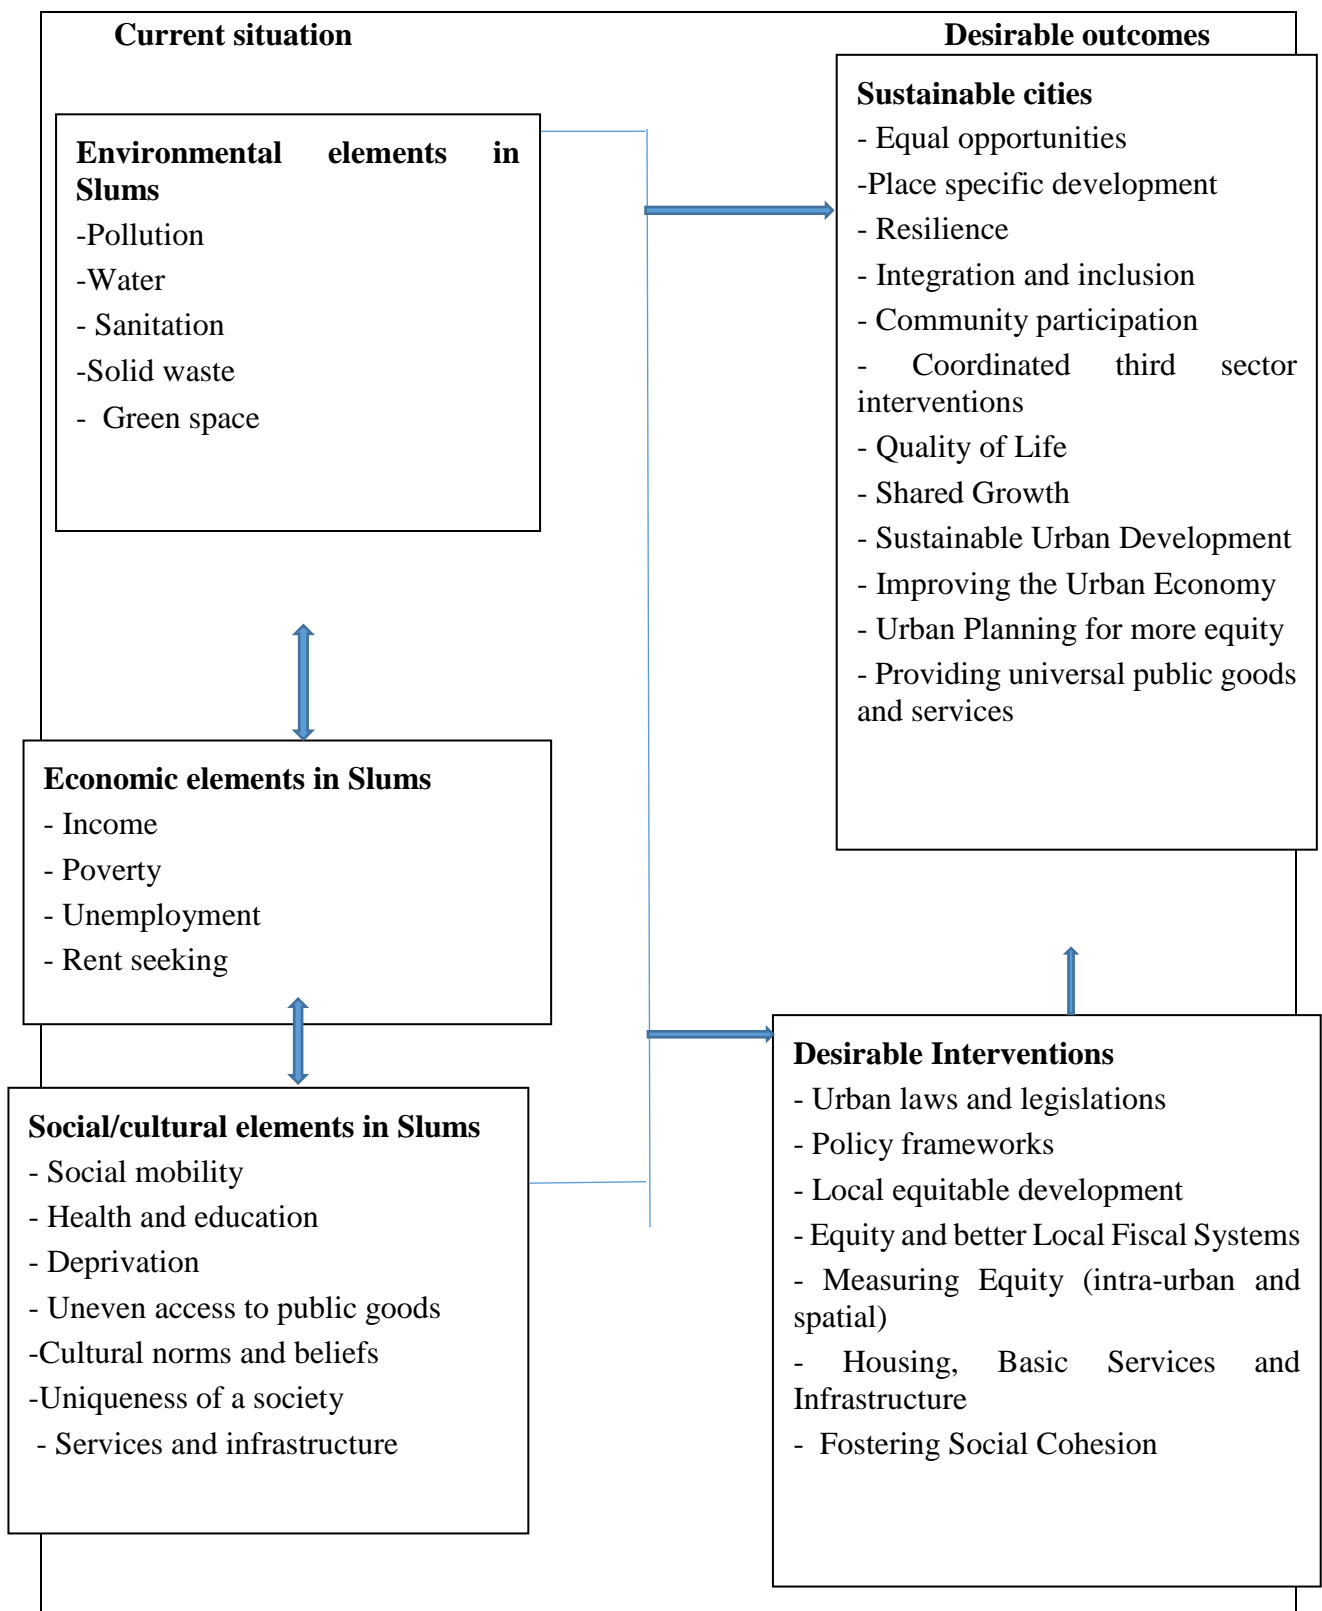 Current situation
Environmental elements in
Slums
-Pollution
-Water
- Sanitation
-Solid waste
- Green space
Economic elements in Slums
- Income
- Poverty
- Unemployment
- Rent seeking
Social/cultural elements in Slums
- Social mobility
- Health and education
- Deprivation
- Uneven access to public goods
-Cultural norms and beliefs
-Uniqueness of a society
- Services and infrastructure
Desirable outcomes
Sustainable cities
- Equal opportunities
-Place specific development
- Resilience
- Integration and inclusion
- Community participation
- Coordinated third sector
interventions
- Quality of Life
- Shared Growth
- Sustainable Urban Development
- Improving the Urban Economy
- Urban Planning for more equity
- Providing universal public goods
and services
Desirable Interventions
- Urban laws and legislations
- Policy frameworks
- Local equitable development
- Equity and better Local Fiscal Systems
- Measuring Equity (intra-urban and
spatial)
- Housing, Basic Services and
Infrastructure
- Fostering Social Cohesion